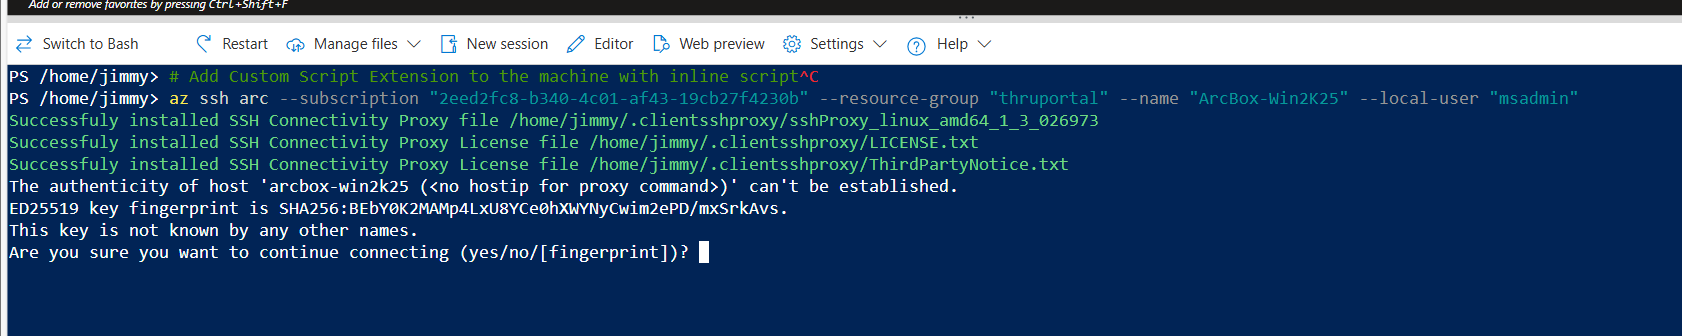 Add or remove favorites by pressing Ctrl+Shift+F
Switch to Bash Restart Manage files New session Editor Web preview Settings Help
PS /home/jimmy> # Add Custom Script Extension to the machine with inline script^C
PS /home/jimmy> az ssh arc --subscription "2eed2fc8-b340-4c01-af43-19cb27f4230b" --resource-group "thruportal" --name "ArcBox-Win2K25" --local-user "msadmin"
Successfuly installed SSH Connectivity Proxy file /home/jimmy/.clientsshproxy/sshProxy_linux_amd64_1_3_026973
Successfuly installed SSH Connectivity Proxy License file /home/jimmy/.clientsshproxy/LICENSE.txt
Successfuly installed SSH Connectivity Proxy License file /home/jimmy/.clientsshproxy/ThirdPartyNotice.txt
The authenticity of host 'arcbox-win2k25 (<no hostip for proxy command>)' can't be established.
ED25519 key fingerprint is SHA256:BEbY0K2MAMp4LxU8YCe0hXWYNyCwim2ePD/mxSrkAvs.
This key is not known by any other names.
Are you sure you want to continue connecting (yes/no/[fingerprint])?